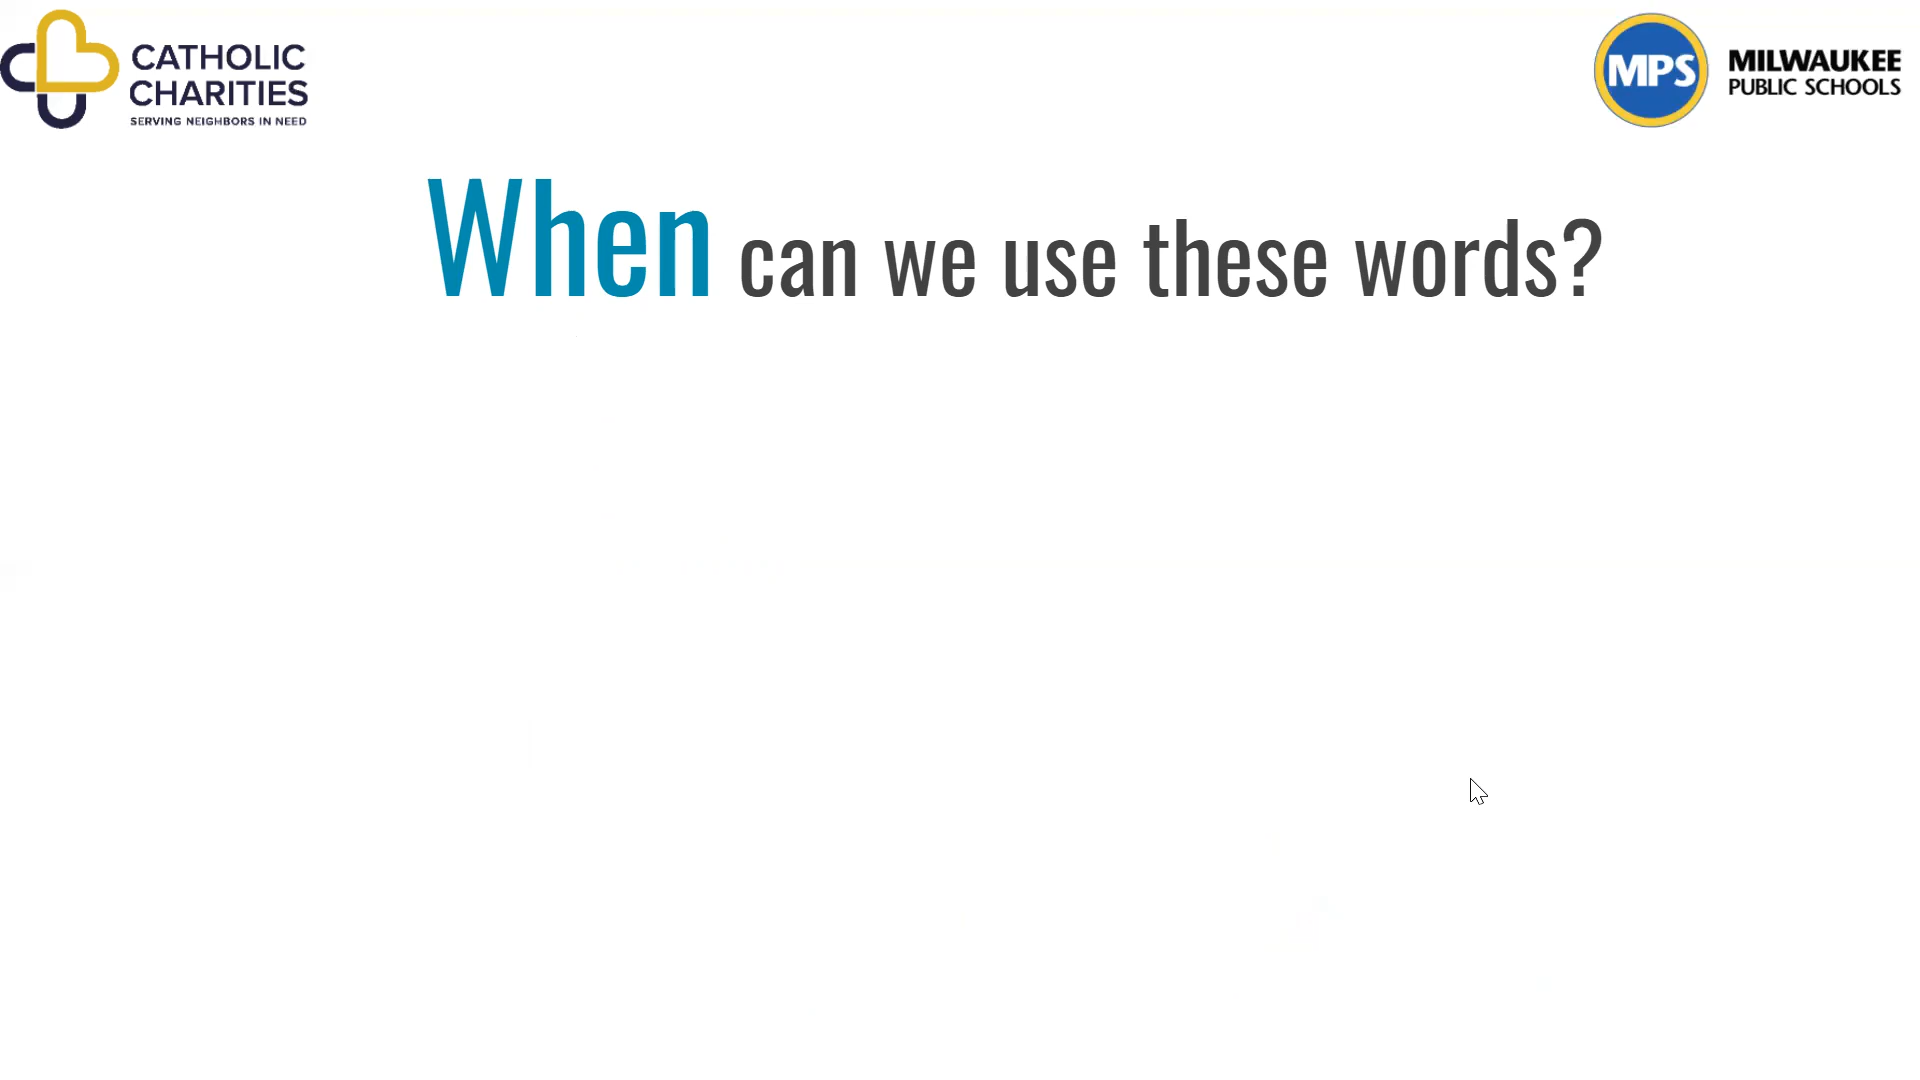 CATHOLIC
CHARITIES
SERVING NEIGHBORS IN NEED
MPS
MILWAUKEE
PUBLIC SCHOOLS
When can we use these words?